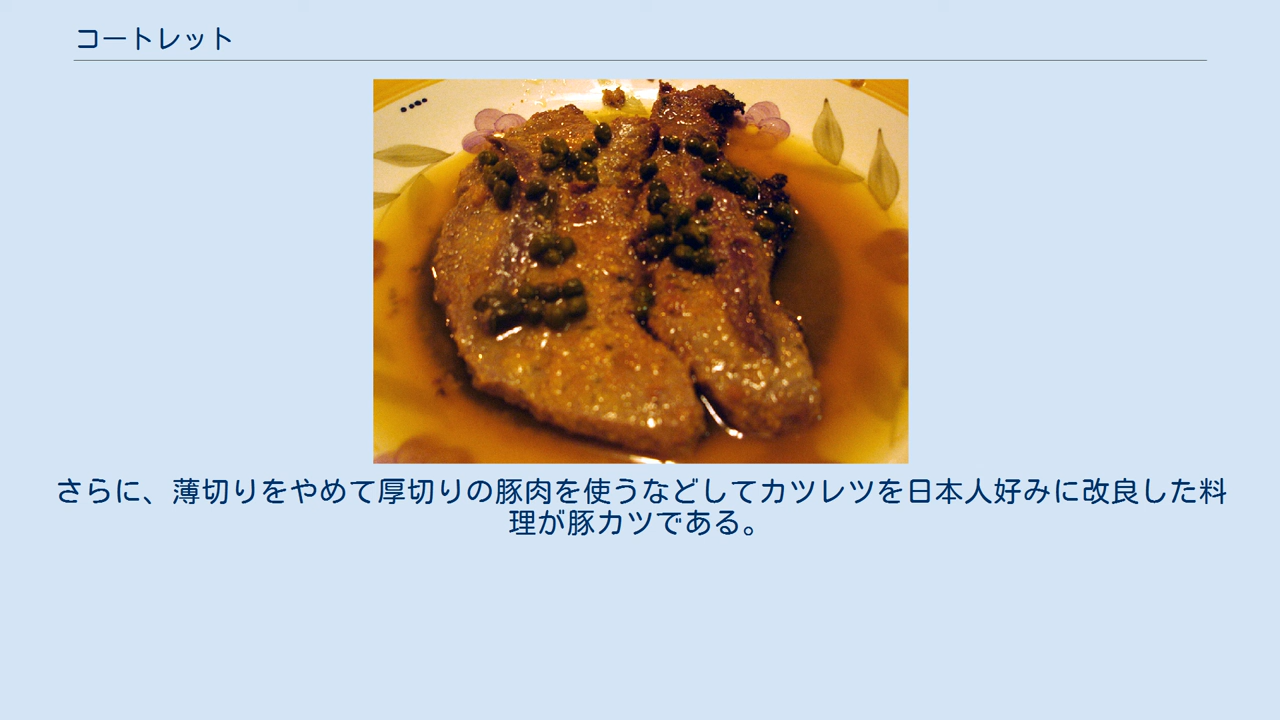 コートレット
さらに、薄切りをやめて厚切りの豚肉を使うなどしてカツレツを日本人好みに改良した料
理が豚カツである。